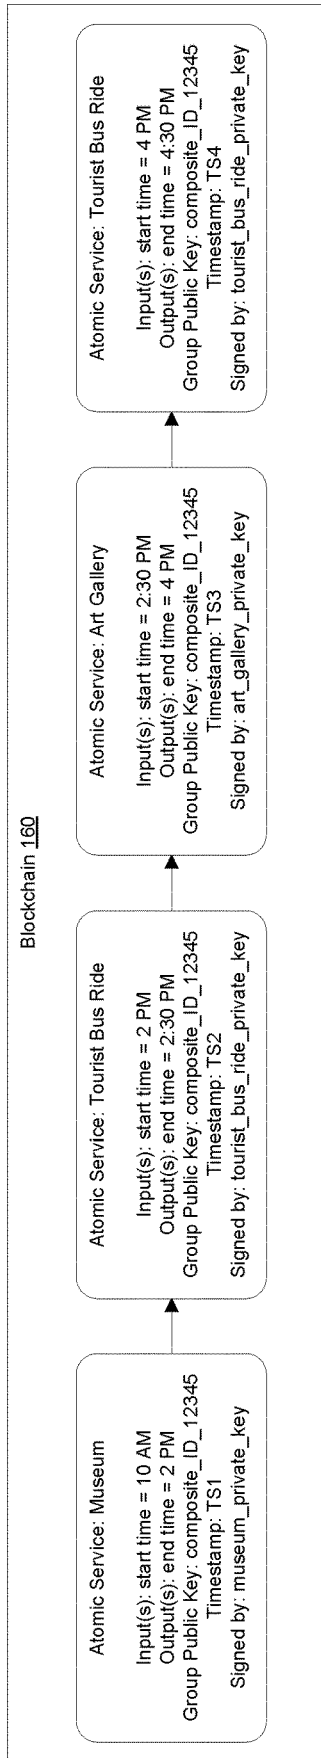 Blockchain 160
Atomic Service: Museum
Input(s): start time = 10 AM
Output(s): end time = 2 PM
Group Public Key: composite_ID_12345
Timestamp: TS1
Signed by: museum_private_key
Atomic Service: Tourist Bus Ride
Input(s): start time = 2 PM
Output(s): end time = 2:30 PM
Group Public Key: composite_ID_12345
Timestamp: TS2
Signed by: tourist_bus_ride_private_key
Atomic Service: Art Gallery
Input(s): start time = 2:30 PM
Output(s): end time = 4 PM
Group Public Key: composite_ID_12345
Timestamp: TS3
Signed by: art_gallery_private_key
Atomic Service: Tourist Bus Ride
Input(s): start time = 4 PM
Output(s): end time = 4:30 PM
Group Public Key: composite_ID_12345
Timestamp: TS4
Signed by: tourist_bus_ride_private_key